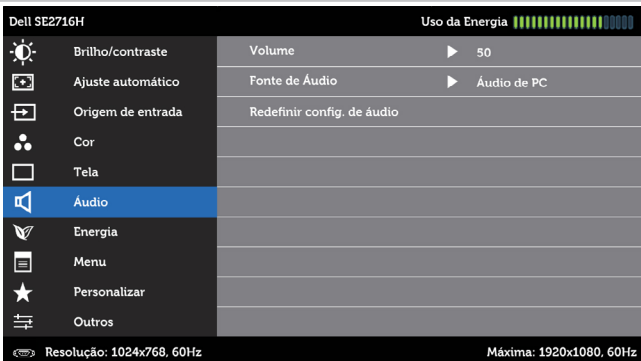 Dell SE2716H Uso da Energia
Brilho/contraste Volume 50
Ajuste automático Fonte de Áudio Áudio de PC
Origem de entrada Redefinir config. de áudio
Cor
Tela
Áudio
Energia
Menu
Personalizar
Outros
Resolução: 1024x768, 60Hz Máxima: 1920x1080, 60Hz